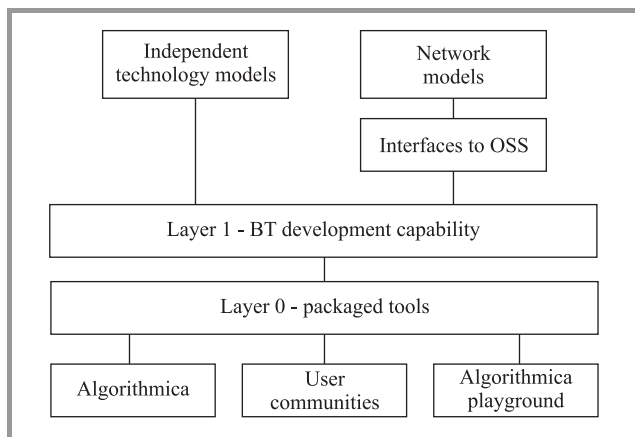 Independent
technology models
Network
models
Interfaces to OSS
Layer 1 - BT development capability
Layer 0 - packaged tools
Algorithmica
User
communities
Algorithmica
playground